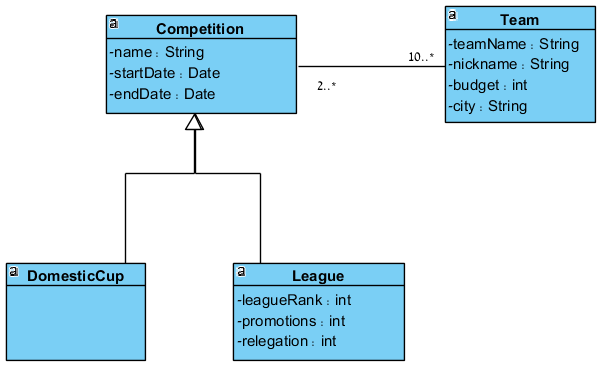 a
Competition
-name : String
-startDate : Date
-endDate : Date
a
Team
-teamName : String
-nickname : String
-budget : int
-city : String
10..*
2..*
a
DomesticCup
a
League
-leagueRank : int
-promotions : int
-relegation : int